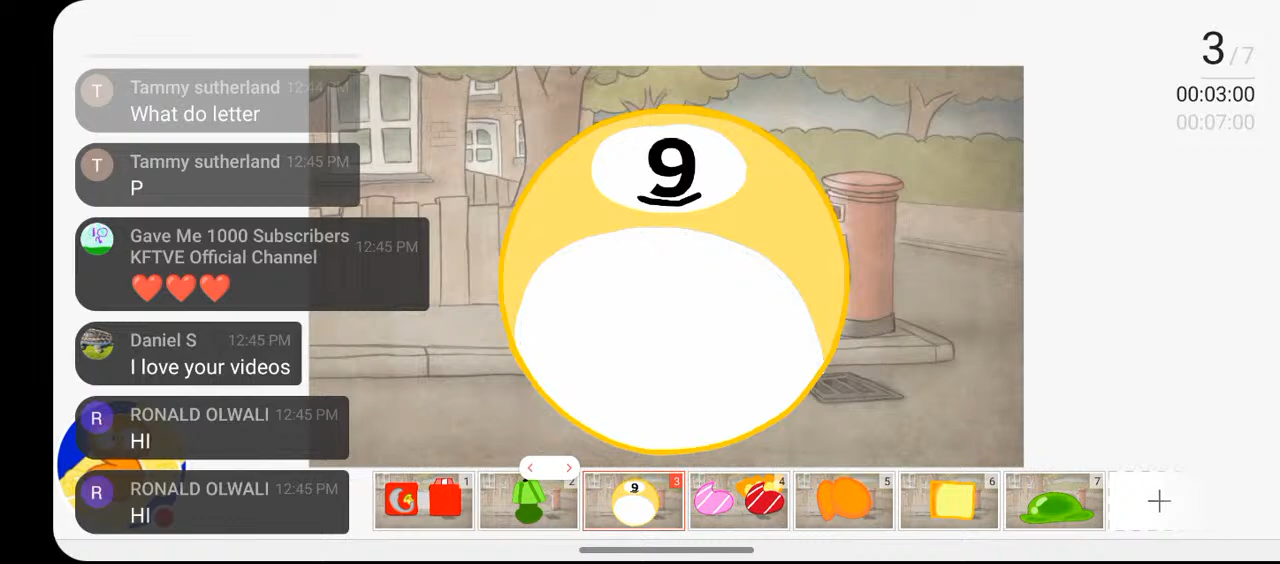 T
Tammy sutherland 12:44 PM
What do letter
T
Tammy sutherland 12:45 PM
P
Gave Me 1000 Subscribers
KFTVE Official Channel
12:45 PM
Daniel S 12:45 PM
I love your videos
R
RONALD OLWALI 12:45 PM
HI
R
RONALD OLWALI 12:45 PM
HI
9
3 / 7
00:03:00
00:07:00
1
2
9
3
4
5
6
7